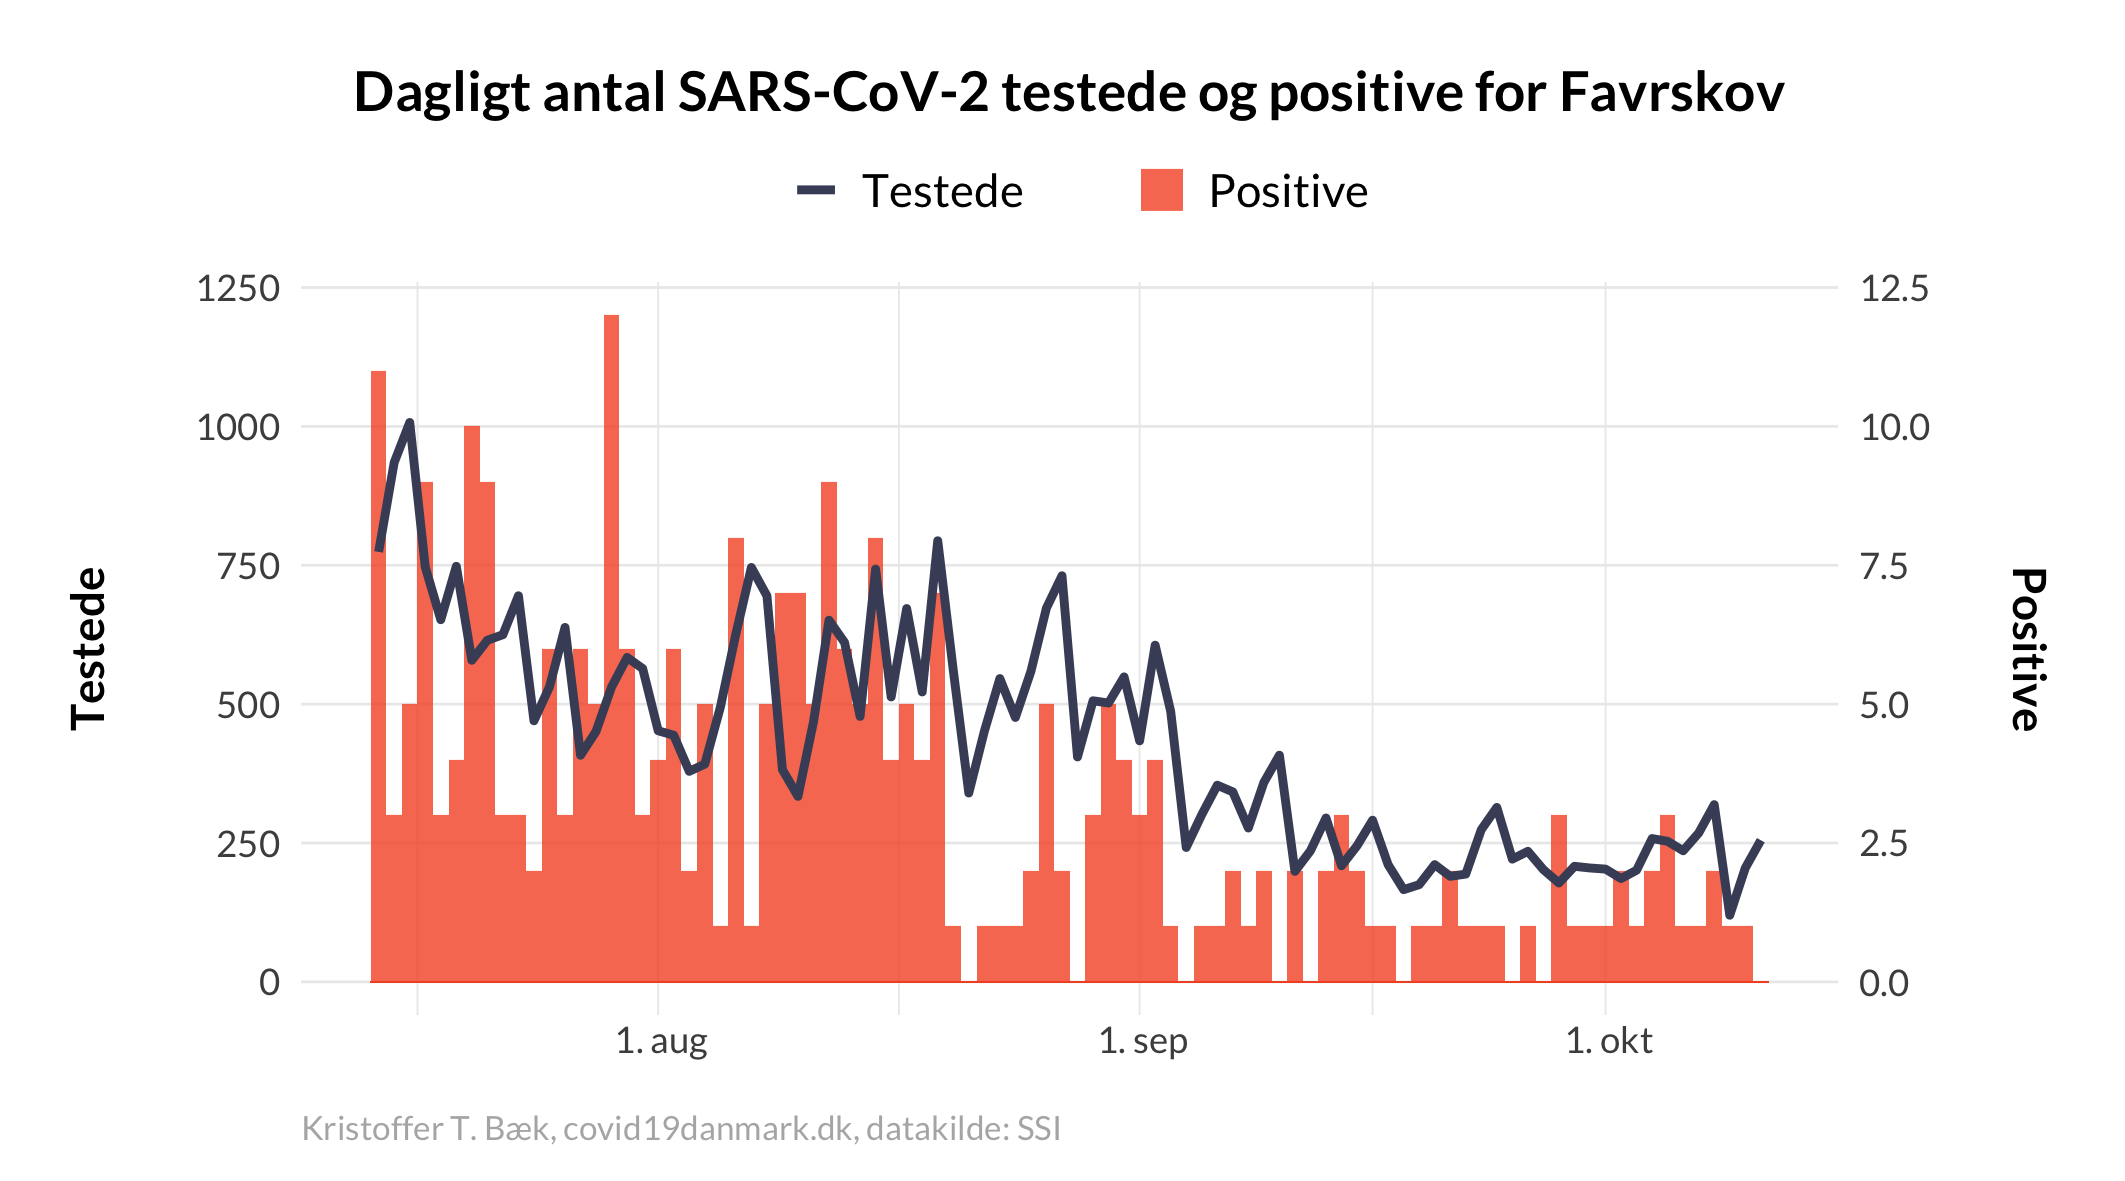 Dagligt antal SARS-CoV-2 testede og positive for Favrskov
Testede
Positive
1250
1000
750
500
250
0
Testede
12.5
10.0
7.5
5.0
2.5
0.0
Positive
1. aug
1. sep
1. okt
Kristoffer T. Bæk, covid19danmark.dk, datakilde: SSI